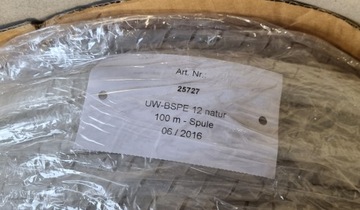 Art. Nr.
25727
UW-BSPE 12 natur
100 m - Spule
06./ 2016